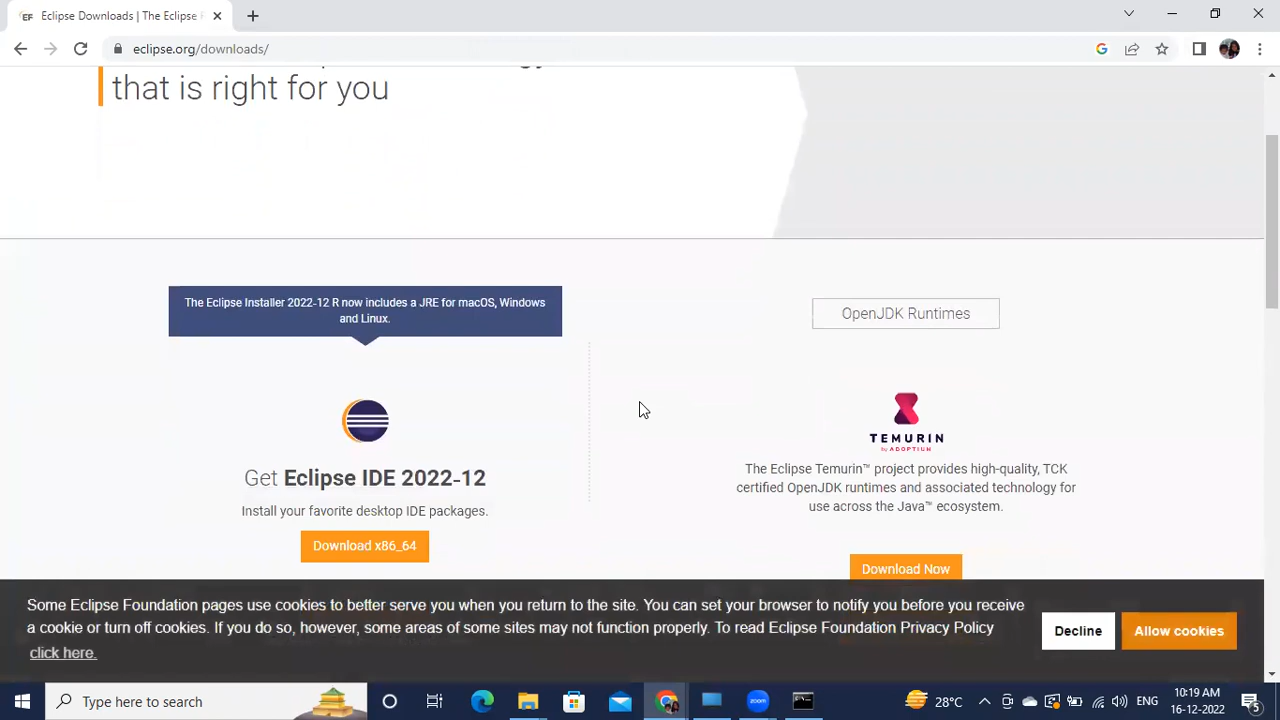 Eclipse Downloads | The Eclipse F
eclipse.org/downloads/
that is right for you
The Eclipse Installer 2022-12 R now includes a JRE for macOS, Windows
and Linux.
Get Eclipse IDE 2022-12
Install your favorite desktop IDE packages.
Download x86_64
OpenJDK Runtimes
TEMURIN
by ADOPTIUM
The Eclipse Temurin™ project provides high-quality, TCK
certified OpenJDK runtimes and associated technology for
use across the Java™ ecosystem.
Download Now
Some Eclipse Foundation pages use cookies to better serve you when you return to the site. You can set your browser to notify you before you receive
a cookie or turn off cookies. If you do so, however, some areas of some sites may not function properly. To read Eclipse Foundation Privacy Policy
click here.
Decline
Allow cookies
Type here to search
zoom
28°C
ENG
10:19 AM
16-12-2022
5